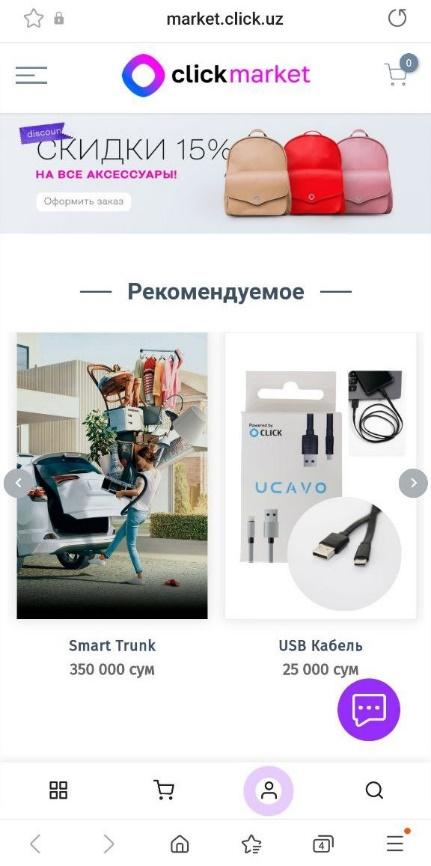 market.click.uz
clickmarket
0
discoun
СКИДКИ 15%
НА ВСЕ АКСЕССУАРЫ!
Оформить заказ
Рекомендуемое
Powered by
CLICK
UCAVO
Smart Trunk
350 000 сум
USB Кабель
25 000 сум
4